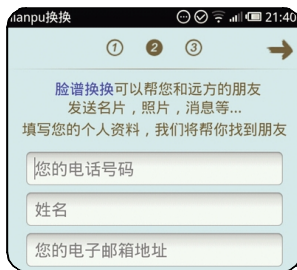 ianpu换换 21:40
1 2 3
脸谱换换可以帮您和远方的朋友
发送名片，照片，消息等...
填写您的个人资料，我们将帮你找到朋友
您的电话号码
姓名
您的电子邮箱地址